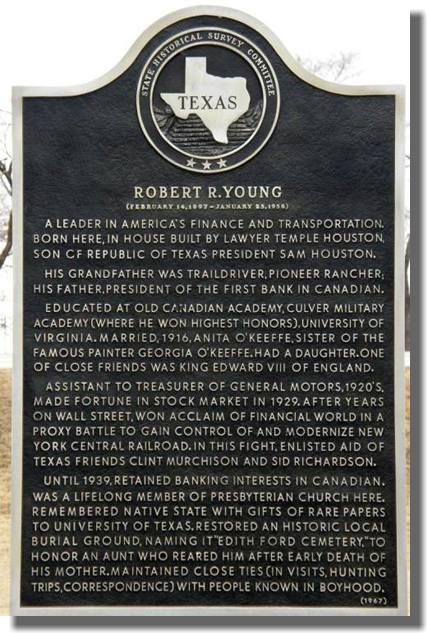 STATE HISTORICAL SURVEY COMMITTEE
TEXAS
ROBERT R. YOUNG
(FEBRUARY 14, 1897 – JANUARY 25, 1958)
A LEADER IN AMERICA'S FINANCE AND TRANSPORTATION.
BORN HERE, IN HOUSE BUILT BY LAWYER TEMPLE HOUSTON,
SON OF REPUBLIC OF TEXAS PRESIDENT SAM HOUSTON.
HIS GRANDFATHER WAS TRAILDRIVER, PIONEER RANCHER;
HIS FATHER, PRESIDENT OF THE FIRST BANK IN CANADIAN.
EDUCATED AT OLD CANADIAN ACADEMY, CULVER MILITARY
ACADEMY (WHERE HE WON HIGHEST HONORS), UNIVERSITY OF
VIRGINIA. MARRIED, 1916, ANITA O'KEEFFE, SISTER OF THE
FAMOUS PAINTER GEORGIA O'KEEFFE. HAD A DAUGHTER. ONE
OF CLOSE FRIENDS WAS KING EDWARD VIII OF ENGLAND.
ASSISTANT TO TREASURER OF GENERAL MOTORS, 1920'S,
MADE FORTUNE IN STOCK MARKET IN 1929. AFTER YEARS
ON WALL STREET, WON ACCLAIM OF FINANCIAL WORLD IN A
PROXY BATTLE TO GAIN CONTROL OF AND MODERNIZE NEW
YORK CENTRAL RAILROAD. IN THIS FIGHT, ENLISTED AID OF
TEXAS FRIENDS CLINT MURCHISON AND SID RICHARDSON.
UNTIL 1939, RETAINED BANKING INTERESTS IN CANADIAN.
WAS A LIFELONG MEMBER OF PRESBYTERIAN CHURCH HERE.
REMEMBERED NATIVE STATE WITH GIFTS OF RARE PAPERS
TO UNIVERSITY OF TEXAS. RESTORED AN HISTORIC LOCAL
BURIAL GROUND, NAMING IT "EDITH FORD CEMETERY," TO
HONOR AN AUNT WHO REARED HIM AFTER EARLY DEATH OF
HIS MOTHER. MAINTAINED CLOSE TIES (IN VISITS, HUNTING
TRIPS, CORRESPONDENCE) WITH PEOPLE KNOWN IN BOYHOOD.
(1967)